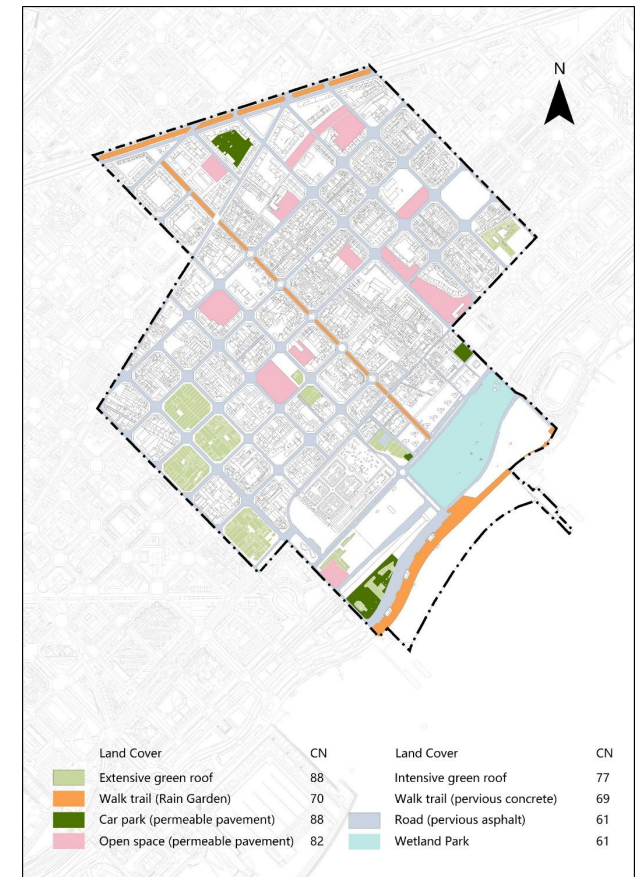 N
Land Cover CN Land Cover CN
Extensive green roof 88 Intensive green roof 77
Walk trail (Rain Garden) 70 Walk trail (pervious concrete) 69
Car park (permeable pavement) 88 Road (pervious asphalt) 61
Open space (permeable pavement) 82 Wetland Park 61